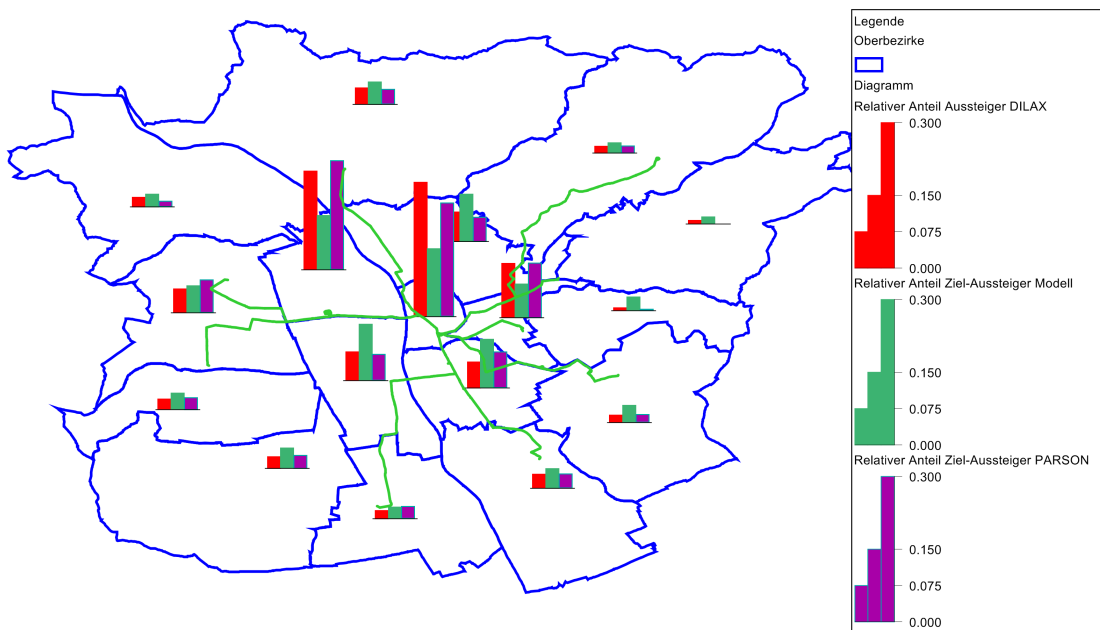 Legende
Oberbezirke
Diagramm
Relativer Anteil Aussteiger DILAX
0.300
0.150
0.075
0.000
Relativer Anteil Ziel-Aussteiger Modell
0.300
0.150
0.075
0.000
Relativer Anteil Ziel-Aussteiger PARSON
0.300
0.150
0.075
0.000